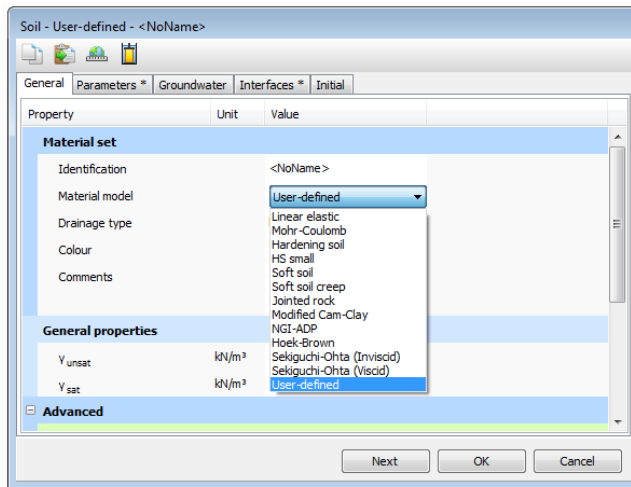 Soil - User-defined - <NoName>
General Parameters * Groundwater Interfaces * Initial
Property Unit Value
Material set
Identification <NoName>
Material model User-defined
Drainage type
Colour
Comments
Linear elastic
Mohr-Coulomb
Hardening soil
HS small
Soft soil
Soft soil creep
Jointed rock
Modified Cam-Clay
NGI-ADP
Hoek-Brown
Sekiguchi-Ohta (Inviscid)
Sekiguchi-Ohta (Viscid)
User-defined
General properties
γ unsat kN/m³
γ sat kN/m³
Advanced
Next OK Cancel